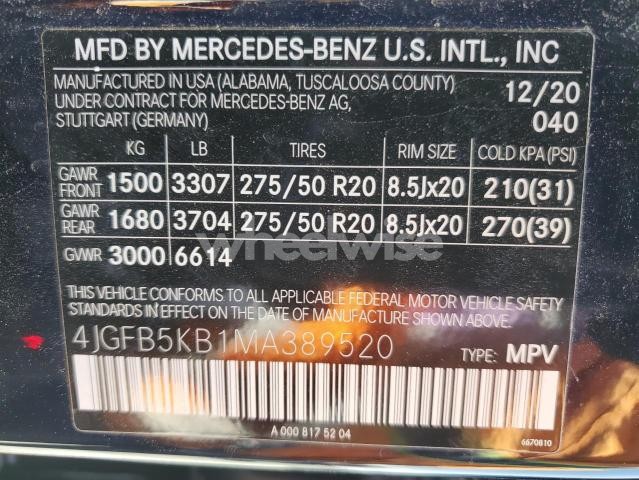 MFD BY MERCEDES-BENZ U.S. INTL., INC
MANUFACTURED IN USA (ALABAMA, TUSCALOOSA COUNTY) 12/20
UNDER CONTRACT FOR MERCEDES-BENZ AG,
STUTTGART (GERMANY) 040
KG LB TIRES RIM SIZE COLD KPA (PSI)
GAWR FRONT 1500 3307 275/50 R20 8.5Jx20 210(31)
GAWR REAR 1680 3704 275/50 R20 8.5Jx20 270(39)
wheelwise
GVWR 3000 6614
THIS VEHICLE CONFORMS TO ALL APPLICABLE FEDERAL MOTOR VEHICLE SAFETY
STANDARDS IN EFFECT ON THE DATE OF MANUFACTURE SHOWN ABOVE.
4JGFB5KB1MA389520 TYPE: MPV
A 000 817 52 04
6670810